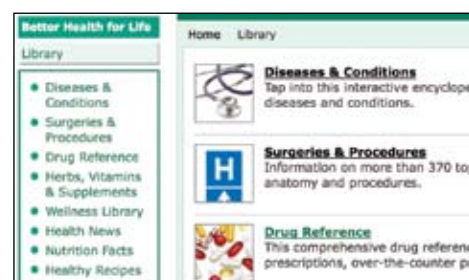 Better Health for Life
Library
Diseases &
Conditions
Surgeries &
Procedures
Drug Reference
Herbs, Vitamins
& Supplements
Wellness Library
Health News
Nutrition Facts
Healthy Recipes
Home Library
Diseases & Conditions
Tap into this interactive encyclope
diseases and conditions.
H
Surgeries & Procedures
Information on more than 370 to
anatomy and procedures.
Drug Reference
This comprehensive drug referen
prescriptions, over-the-counter p